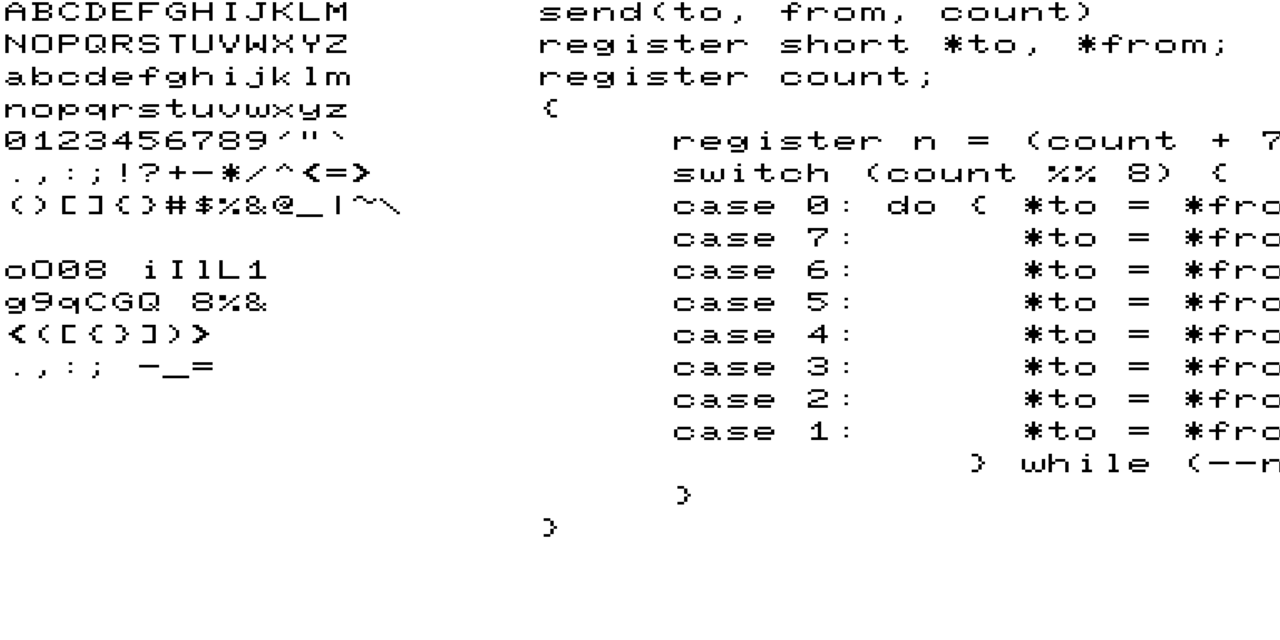 ABCDEFGHIJKLM
NOPQRSTUVWXYZ
abcdefghijklm
nopqrstuvwxyz
0123456789´"`
.,:;!?+-*/^<=>
()[]{}#$%&@_|~\
oO08 iIlL1
g9qCGQ 8%&
<([{}])>
.,:; -_=
send(to, from, count)
register short *to, *from;
register count;
{
register n = (count + 7
switch (count %% 8) {
case 0: do { *to = *fro
case 7: *to = *fro
case 6: *to = *fro
case 5: *to = *fro
case 4: *to = *fro
case 3: *to = *fro
case 2: *to = *fro
case 1: *to = *fro
} while (--n
}
}